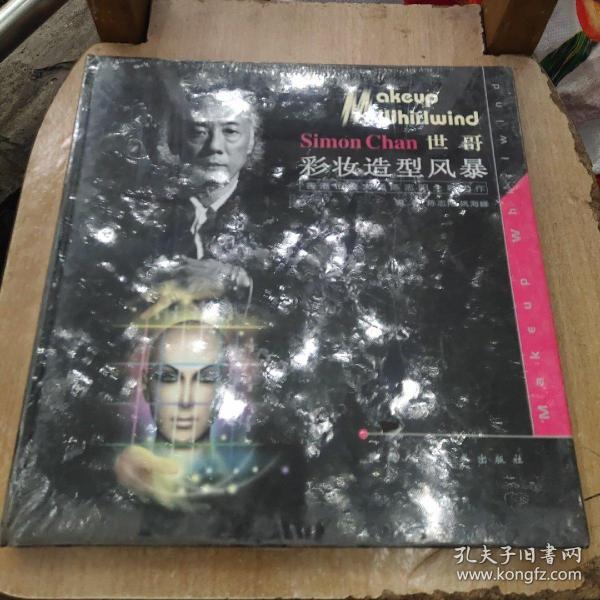 Makeup
Whirlwind
Simon Chan 世哥
彩妆造型风暴
Makeup Whirlwind
出版社
孔夫子旧书网
www.kongfz.com